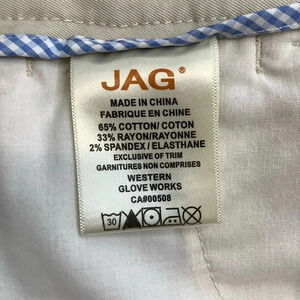 JAG®
MADE IN CHINA
FABRIQUE EN CHINE
65% COTTON/ COTON
33% RAYON/RAYONNE
2% SPANDEX / ELASTHANE
EXCLUSIVE OF TRIM
GARNITURES NON COMPRISES
WESTERN
GLOVE WORKS
CA#00508
30